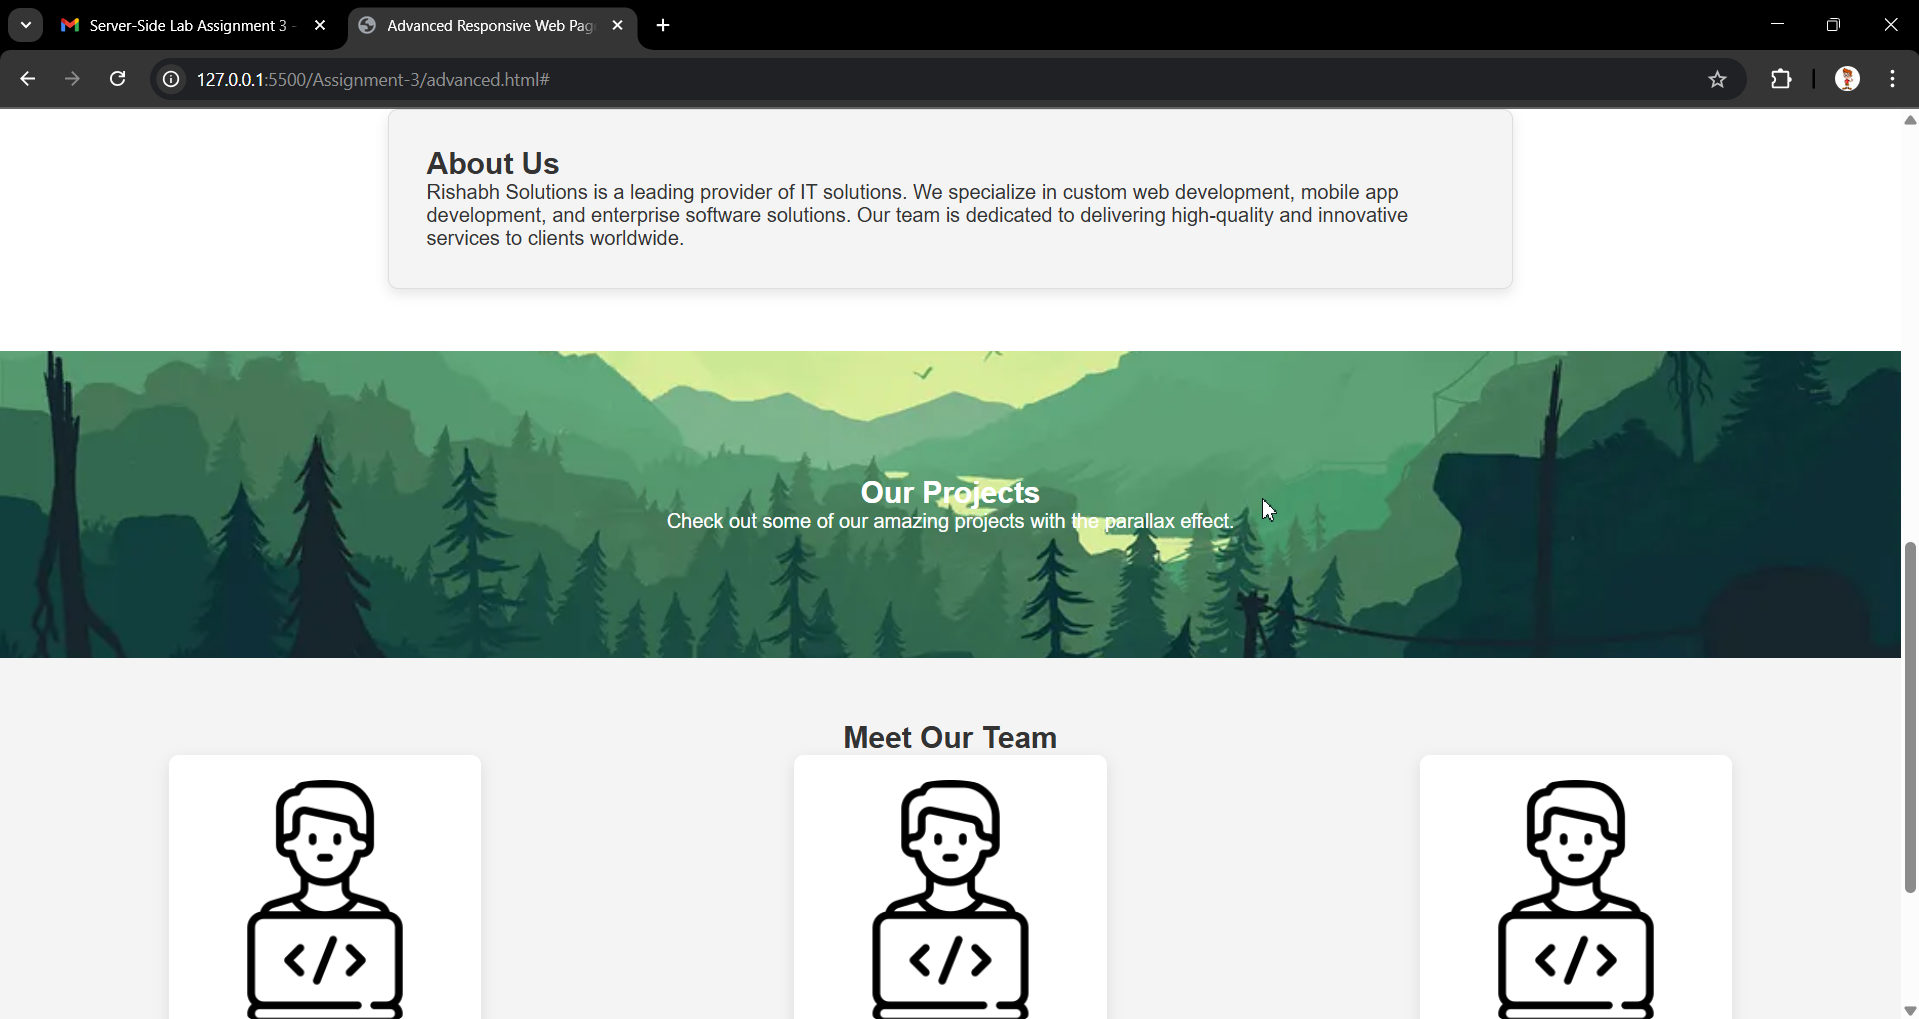 Server-Side Lab Assignment 3 -
Advanced Responsive Web Pag
127.0.0.1:5500/Assignment-3/advanced.html#
About Us
Rishabh Solutions is a leading provider of IT solutions. We specialize in custom web development, mobile app
development, and enterprise software solutions. Our team is dedicated to delivering high-quality and innovative
services to clients worldwide.
Our Projects
Check out some of our amazing projects with the parallax effect.
Meet Our Team